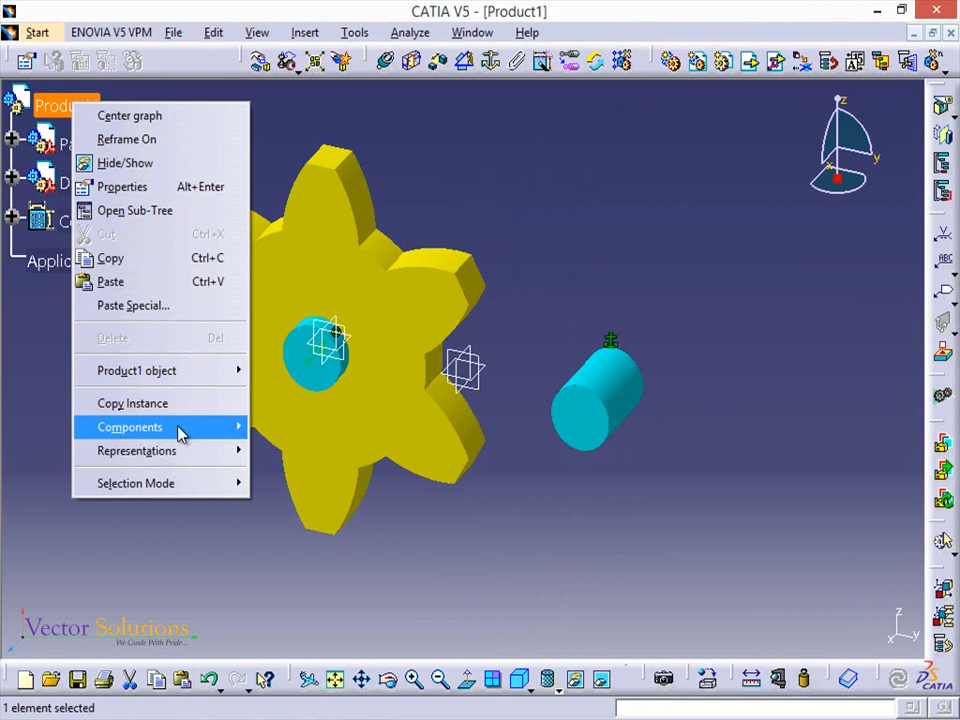 CATIA V5 - [Product1]
Start ENOVIA V5 VPM File Edit View Insert Tools Analyze Window Help
Center graph
Reframe On
Hide/Show
Properties Alt+Enter
Open Sub-Tree
Cut Ctrl+X
Copy Ctrl+C
Paste Ctrl+V
Paste Special...
Delete Del
Product1 object
Copy Instance
Components
Representations
Selection Mode
Applic
z
x
y
ABC
Vector Solutions
We Guide With Pride...
z
x
y
CATIA
1 element selected